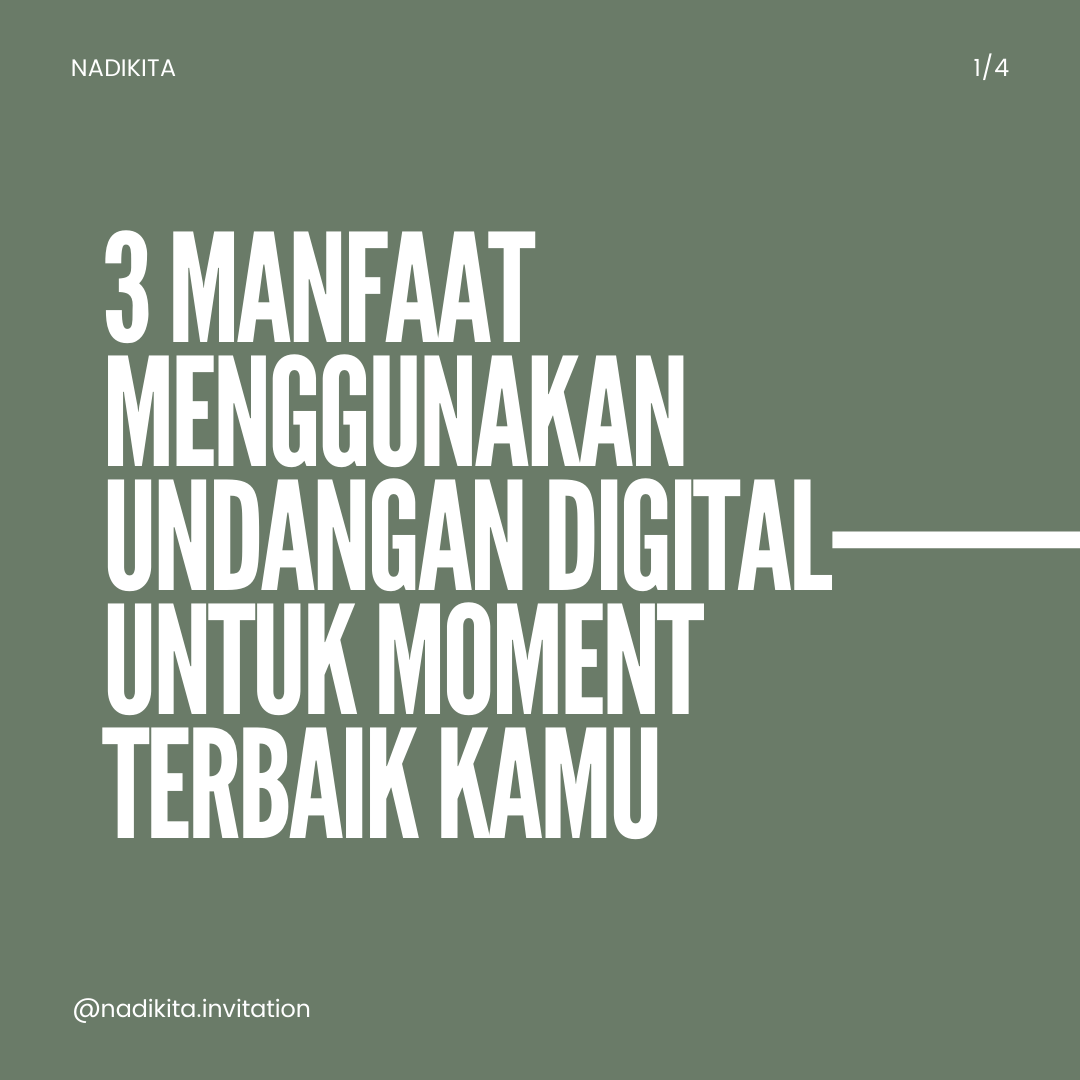 NADIKITA
1/4
3 MANFAAT
MENGGUNAKAN
UNDANGAN DIGITAL
UNTUK MOMENT
TERBAIK KAMU
@nadikita.invitation